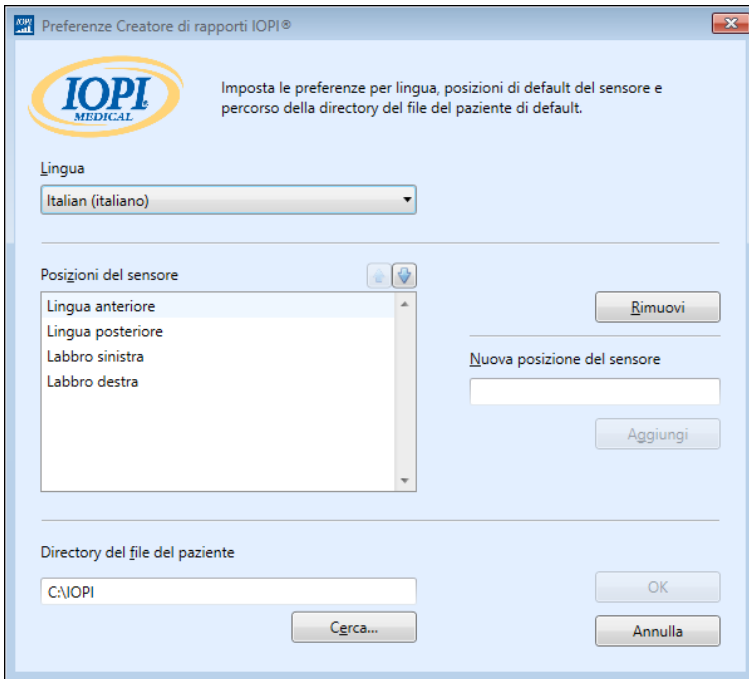 IOPI
Preferenze Creatore di rapporti IOPI®
IOPI
MEDICAL
Imposta le preferenze per lingua, posizioni di default del sensore e
percorso della directory del file del paziente di default.
Lingua
Italian (italiano)
Posizioni del sensore
Lingua anteriore
Lingua posteriore
Labbro sinistra
Labbro destra
Rimuovi
Nuova posizione del sensore
Aggiungi
Directory del file del paziente
C:\IOPI
Cerca...
OK
Annulla